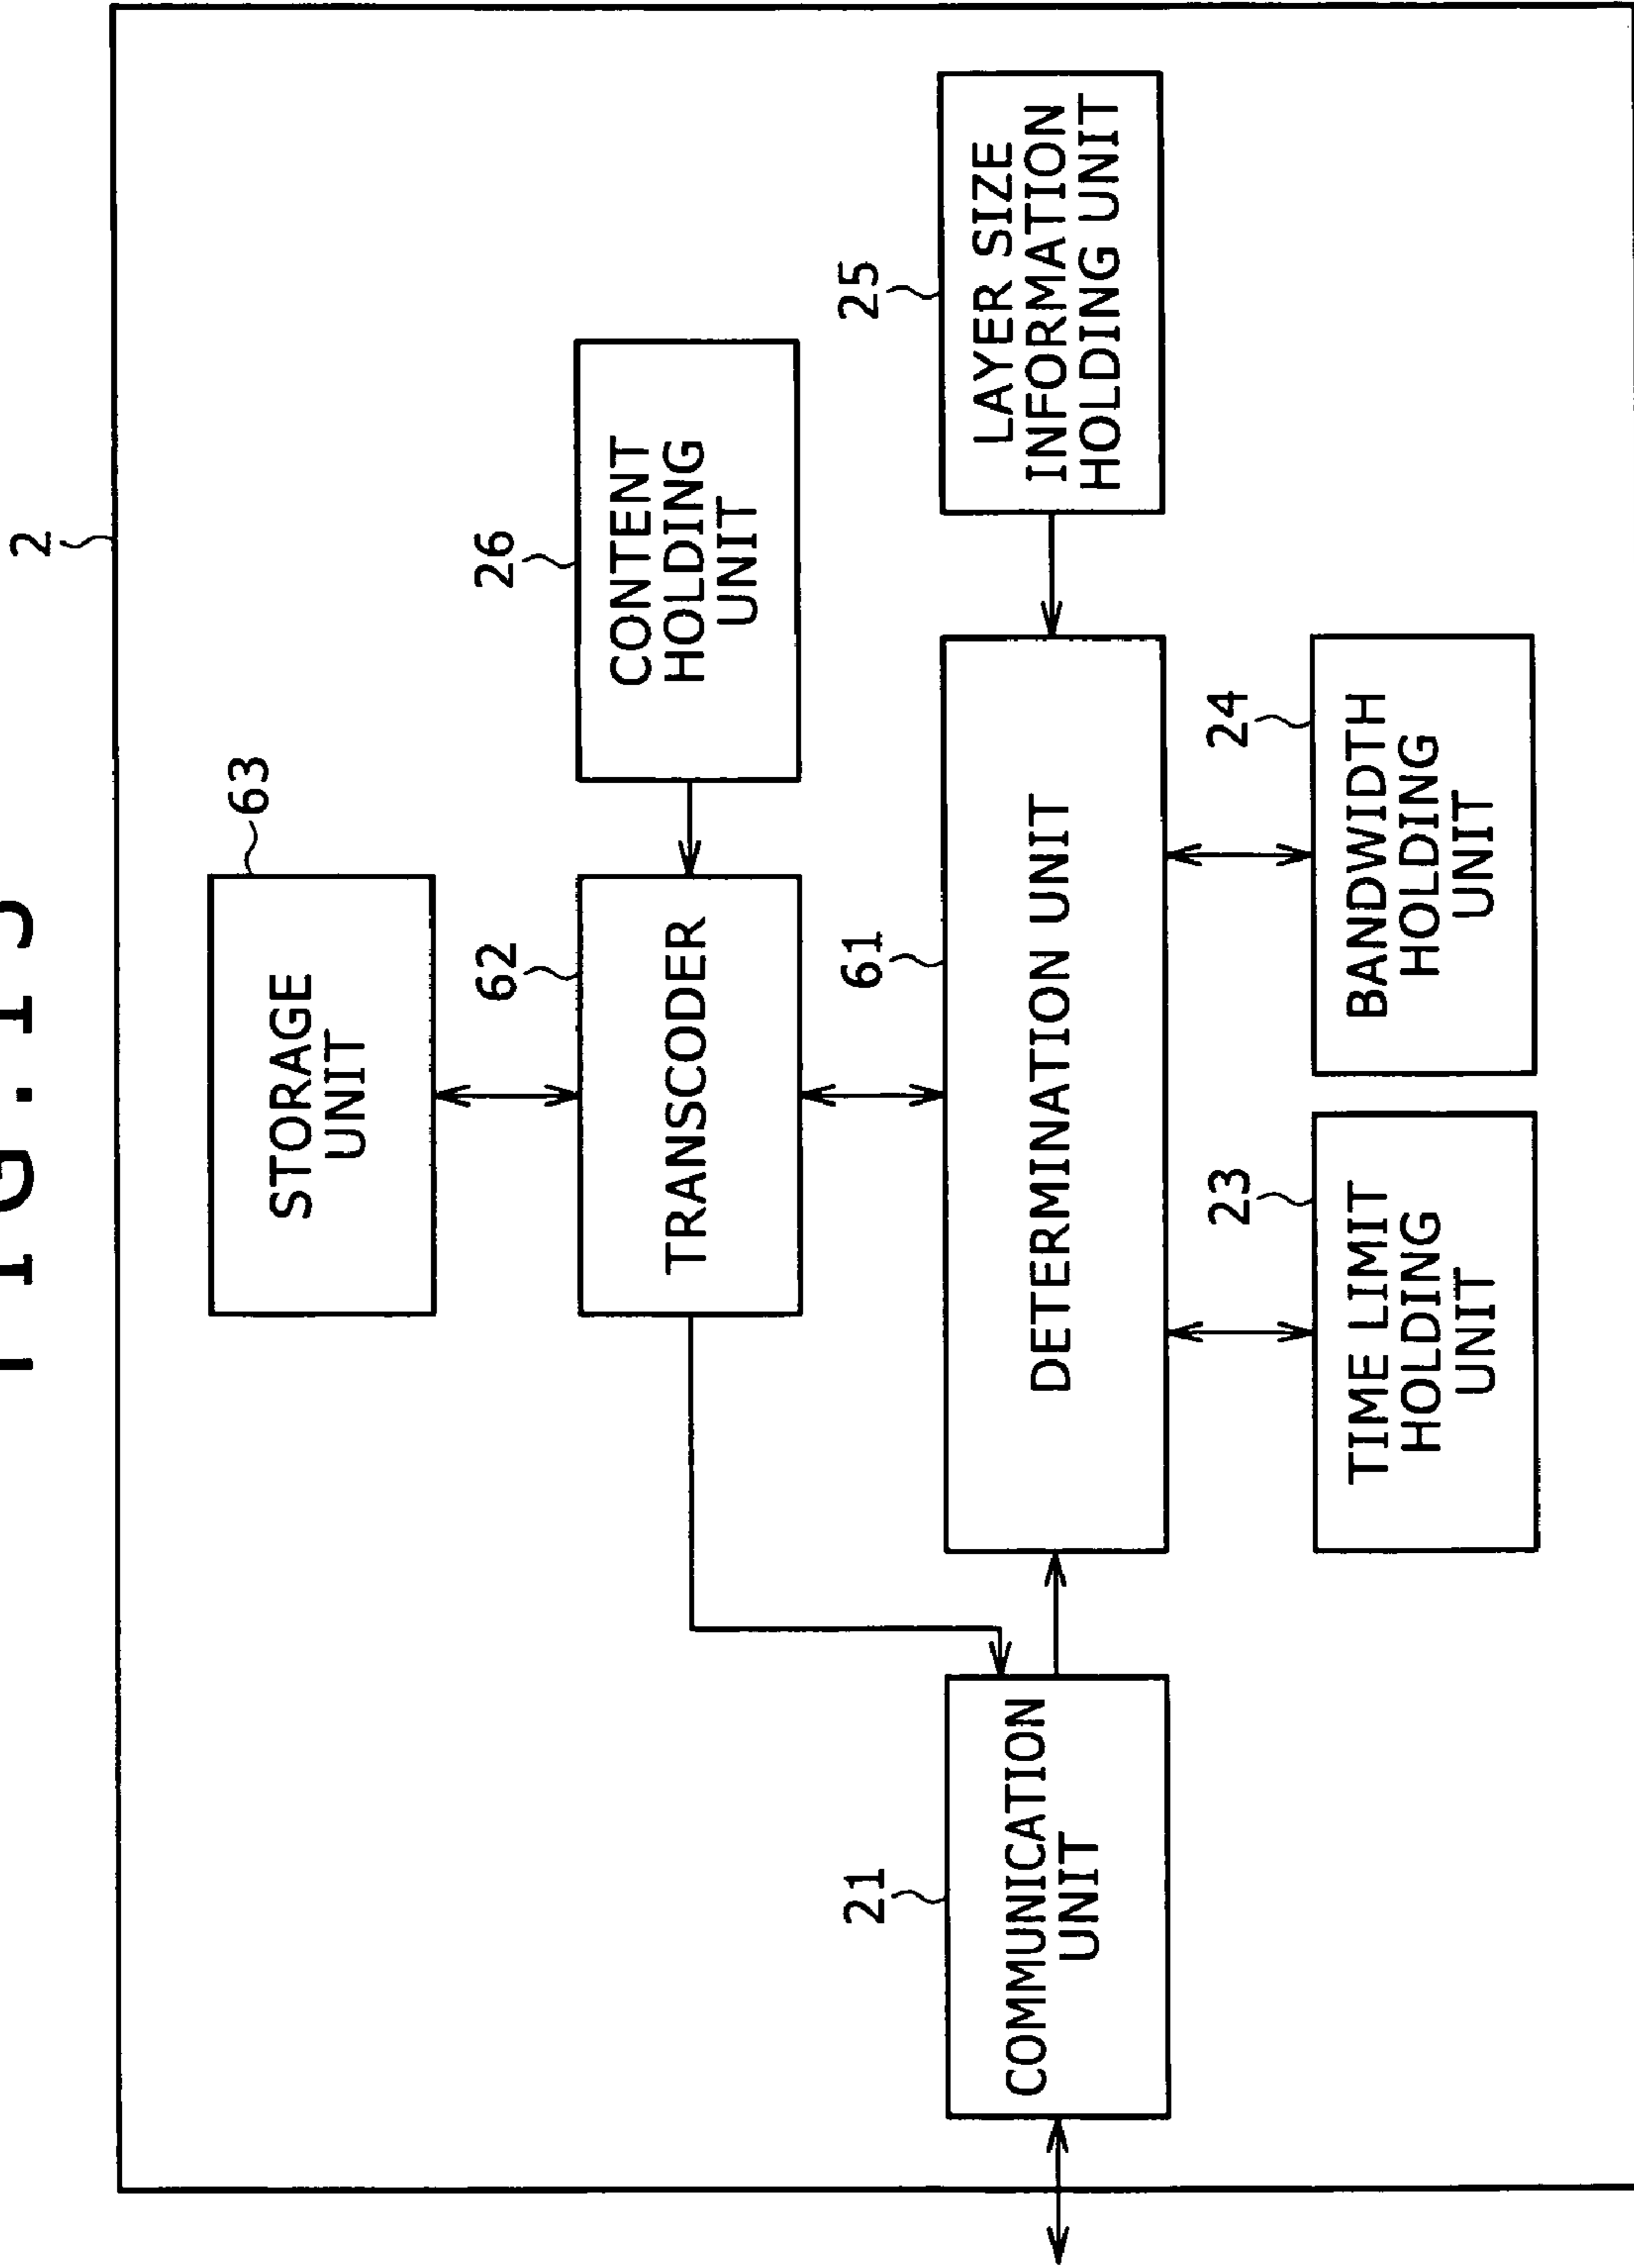 2
63
STORAGE
UNIT
62
TRANSCODER
26
CONTENT
HOLDING
UNIT
21
COMMUNICATION
UNIT
61
DETERMINATION UNIT
25
LAYER SIZE
INFORMATION
HOLDING UNIT
23
TIME LIMIT
HOLDING
UNIT
24
BANDWIDTH
HOLDING
UNIT